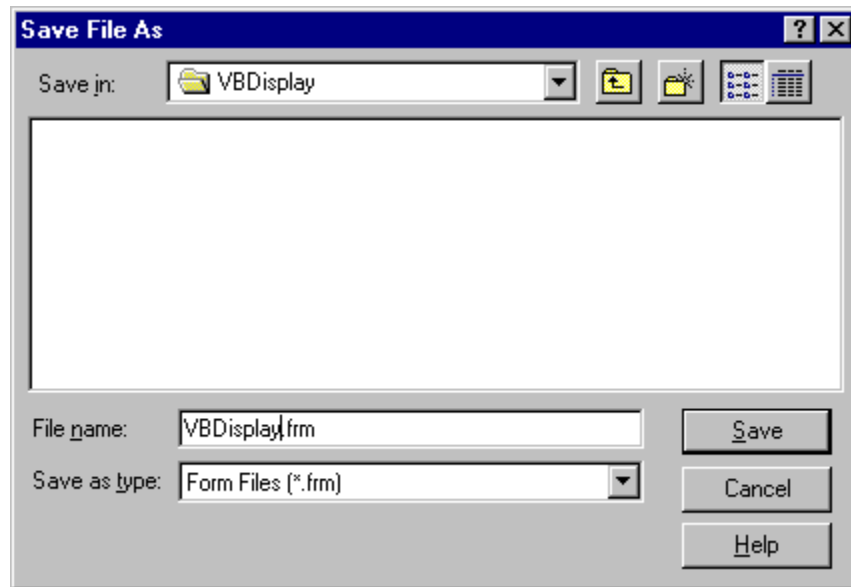 Save File As
Save in: VBDisplay
File name: VBDisplay.frm
Save
Save as type: Form Files (*.frm)
Cancel
Help